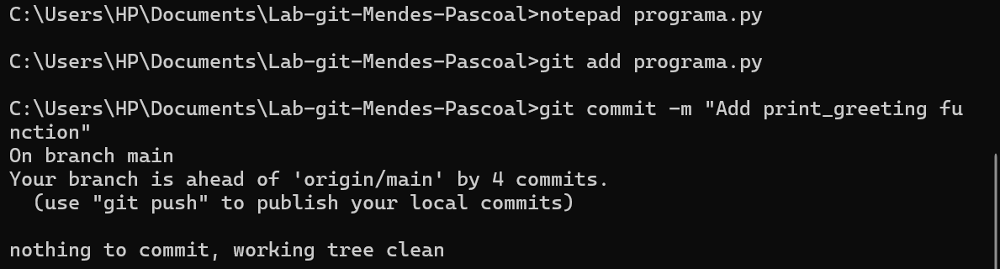 C:\Users\HP\Documents\Lab-git-Mendes-Pascoal>notepad programa.py
C:\Users\HP\Documents\Lab-git-Mendes-Pascoal>git add programa.py
C:\Users\HP\Documents\Lab-git-Mendes-Pascoal>git commit -m "Add print_greeting fu
nction"
On branch main
Your branch is ahead of 'origin/main' by 4 commits.
  (use "git push" to publish your local commits)
nothing to commit, working tree clean